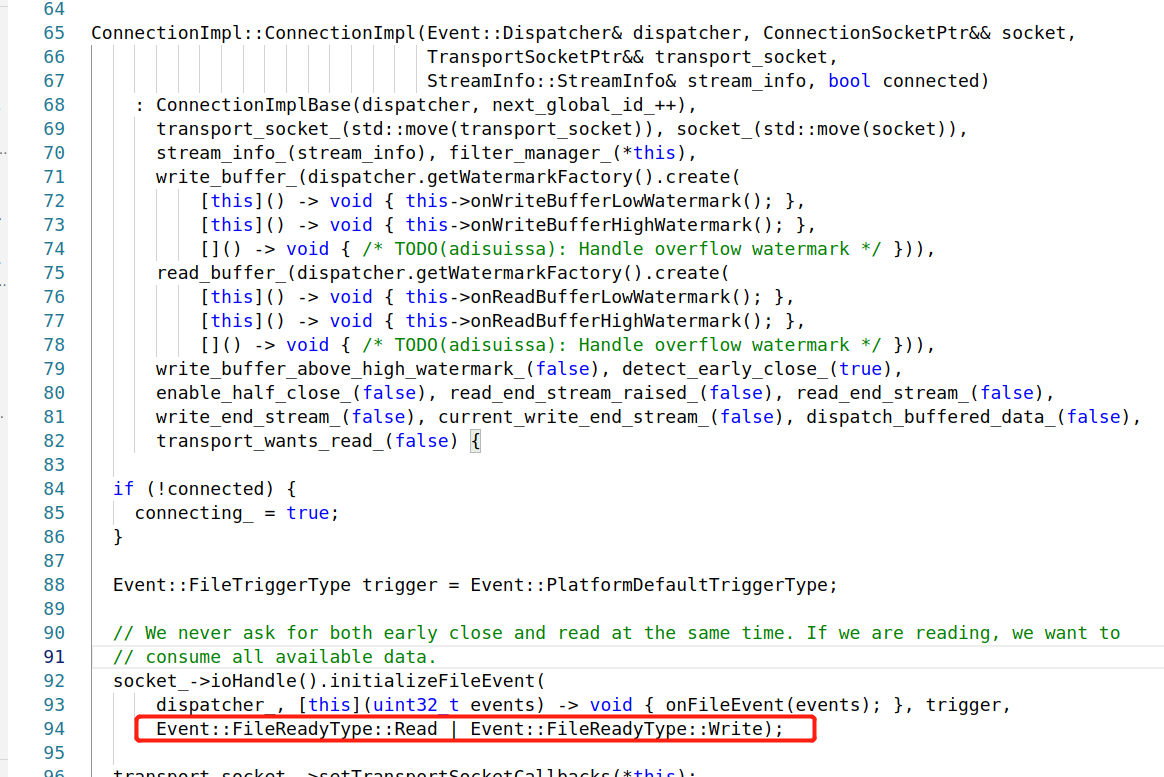 64
65 ConnectionImpl::ConnectionImpl(Event::Dispatcher& dispatcher, ConnectionSocketPtr&& socket,
66                                TransportSocketPtr&& transport_socket,
67                                StreamInfo::StreamInfo& stream_info, bool connected)
68     : ConnectionImplBase(dispatcher, next_global_id_++),
69       transport_socket_(std::move(transport_socket)), socket_(std::move(socket)),
70       stream_info_(stream_info), filter_manager_(*this),
71       write_buffer_(dispatcher.getWatermarkFactory().create(
72           [this]() -> void { this->onWriteBufferLowWatermark(); },
73           [this]() -> void { this->onWriteBufferHighWatermark(); },
74           []() -> void { /* TODO(adisuissa): Handle overflow watermark */ })),
75       read_buffer_(dispatcher.getWatermarkFactory().create(
76           [this]() -> void { this->onReadBufferLowWatermark(); },
77           [this]() -> void { this->onReadBufferHighWatermark(); },
78           []() -> void { /* TODO(adisuissa): Handle overflow watermark */ })),
79       write_buffer_above_high_watermark_(false), detect_early_close_(true),
80       enable_half_close_(false), read_end_stream_raised_(false), read_end_stream_(false),
81       write_end_stream_(false), current_write_end_stream_(false), dispatch_buffered_data_(false),
82       transport_wants_read_(false) {
83
84   if (!connected) {
85     connecting_ = true;
86   }
87
88   Event::FileTriggerType trigger = Event::PlatformDefaultTriggerType;
89
90   // We never ask for both early close and read at the same time. If we are reading, we want to
91   // consume all available data.
92   socket_->ioHandle().initializeFileEvent(
93       dispatcher_, [this](uint32_t events) -> void { onFileEvent(events); }, trigger,
94       Event::FileReadyType::Read | Event::FileReadyType::Write);
95
96   transport_socket_->setTransportSocketCallbacks(*this);